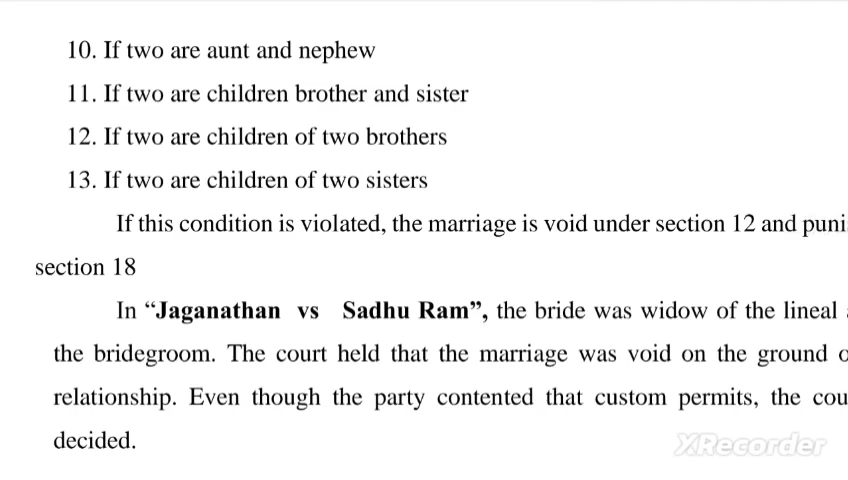 10. If two are aunt and nephew
11. If two are children brother and sister
12. If two are children of two brothers
13. If two are children of two sisters
If this condition is violated, the marriage is void under section 12 and puni
section 18
In “Jaganathan vs Sadhu Ram”, the bride was widow of the lineal
the bridegroom. The court held that the marriage was void on the ground o
relationship. Even though the party contented that custom permits, the cou
decided.
XRecorder